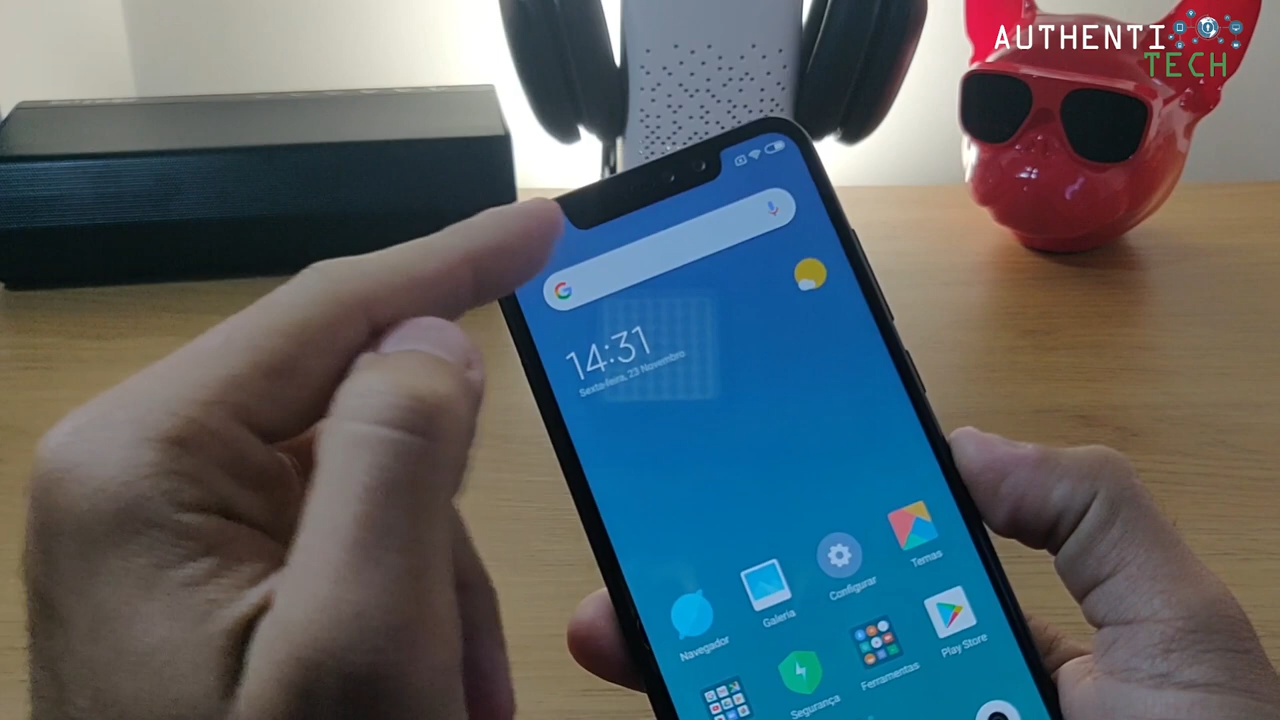 AUTHENTI
TECH
14:31
Sexta-feira, 23 Novembro
Temas
Configurar
Galeria
Navegador
Play Store
Ferramentas
Segurança